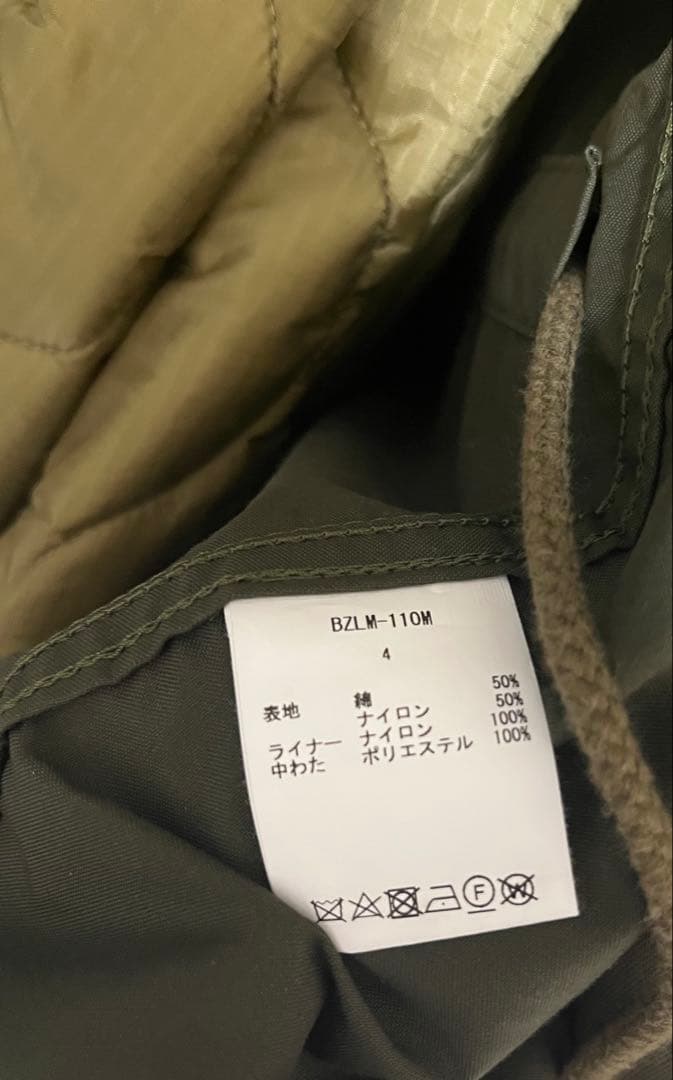 BZLM-110M
4
表地 綿 50%
ナイロン 50%
ライナー ナイロン 100%
中わた ポリエステル 100%
F W